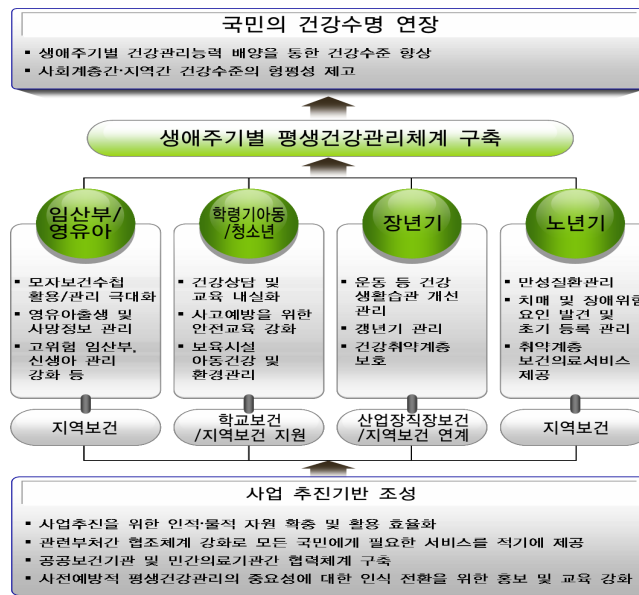 국민의 건강수명 연장
▪ 생애주기별 건강관리능력 배양을 통한 건강수준 향상
▪ 사회계층간·지역간 건강수준의 형평성 제고
생애주기별 평생건강관리체계 구축
임산부/
영유아
▪ 모자보건수첩
활용/관리 극대화
▪ 영유아출생 및
사망정보 관리
▪ 고위험 임산부,
신생아 관리
강화 등
지역보건
학령기아동
/청소년
▪ 건강상담 및
교육 내실화
▪ 사고예방을 위한
안전교육 강화
▪ 보육시설
아동건강 및
환경관리
학교보건
/지역보건 지원
장년기
▪ 운동 등 건강
생활습관 개선
관리
▪ 갱년기 관리
▪ 건강취약계층
보호
산업장직장보건
/지역보건 연계
노년기
▪ 만성질환관리
▪ 치매 및 장애위험
요인 발견 및
초기 등록 관리
▪ 취약계층
보건의료서비스
제공
지역보건
사업 추진기반 조성
▪ 사업추진을 위한 인적·물적 자원 확충 및 활용 효율화
▪ 관련부처간 협조체계 강화로 모든 국민에게 필요한 서비스를 적기에 제공
▪ 공공보건기관 및 민간의료기관간 협력체계 구축
▪ 사전예방적 평생건강관리의 중요성에 대한 인식 전환을 위한 홍보 및 교육 강화